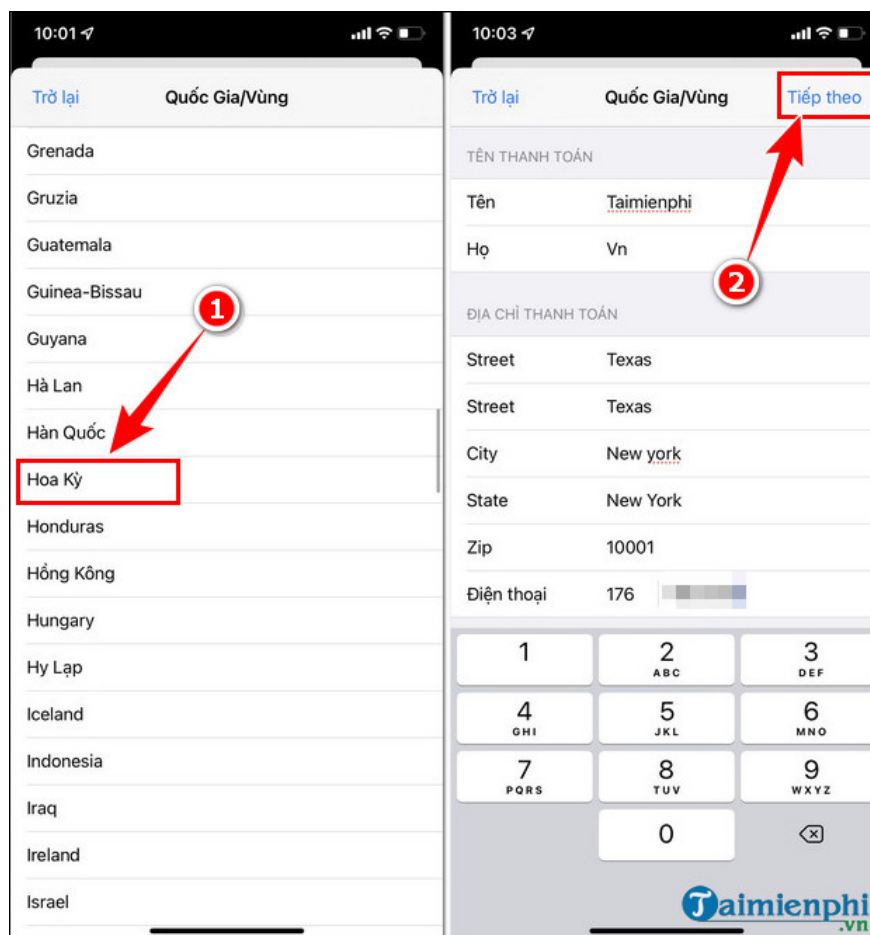 10:01
Trở lại
Quốc Gia/Vùng
Grenada
Gruzia
Guatemala
Guinea-Bissau
1
Guyana
Hà Lan
Hàn Quốc
Hoa Kỳ
Honduras
Hồng Kông
Hungary
Hy Lạp
Iceland
Indonesia
Iraq
Ireland
Israel
10:03
Trở lại
Quốc Gia/Vùng
Tiếp theo
TÊN THANH TOÁN
Tên Taimienphi
Họ Vn
2
ĐỊA CHỈ THANH TOÁN
Street Texas
Street Texas
City New york
State New York
Zip 10001
Điện thoại 176
1 2 3
ABC DEF
4 5 6
GHI JKL MNO
7 8 9
PQRS TUV WXYZ
0
Taimienphi
.vn